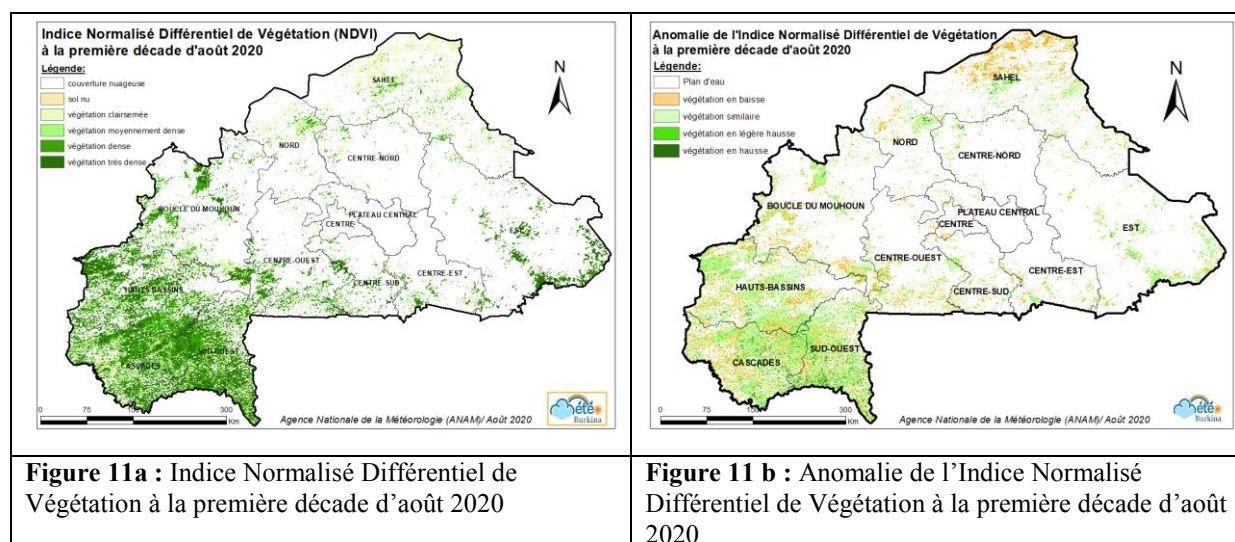 Indice Normalisé Différentiel de Végétation (NDVI)
à la première décade d'août 2020
Légende:
couverture nuageuse
sol nu
végétation clairsemée
végétation moyennement dense
végétation dense
végétation très dense
N
SAHEL
NORD
CENTRE-NORD
BOUCLE DU MOUHOUN
PLATEAU CENTRAL
CENTRE
EST
CENTRE-OUEST
CENTRE-EST
CENTRE-SUD
HAUTS-BASSINS
SUD-OUEST
CASCADES
0 75 150 300
Km
Agence Nationale de la Météorologie (ANAM)/ Août 2020
Météo
Burkina
Anomalie de l'Indice Normalisé Différentiel de Végétation
à la première décade d'août 2020
Légende:
Plan d'eau
végétation en baisse
végétation similaire
végétation en légère hausse
végétation en hausse
N
SAHEL
NORD
CENTRE-NORD
BOUCLE DU MOUHOUN
PLATEAU CENTRAL
CENTRE
EST
CENTRE-OUEST
CENTRE-EST
HAUTS-BASSINS
CENTRE-SUD
SUD-OUEST
CASCADES
0 75 150 300
Km
Agence Nationale de la Météorologie (ANAM)/ Août 2020
Météo
Burkina
Figure 11a : Indice Normalisé Différentiel de
Végétation à la première décade d'août 2020
Figure 11 b : Anomalie de l'Indice Normalisé
Différentiel de Végétation à la première décade d'août
2020